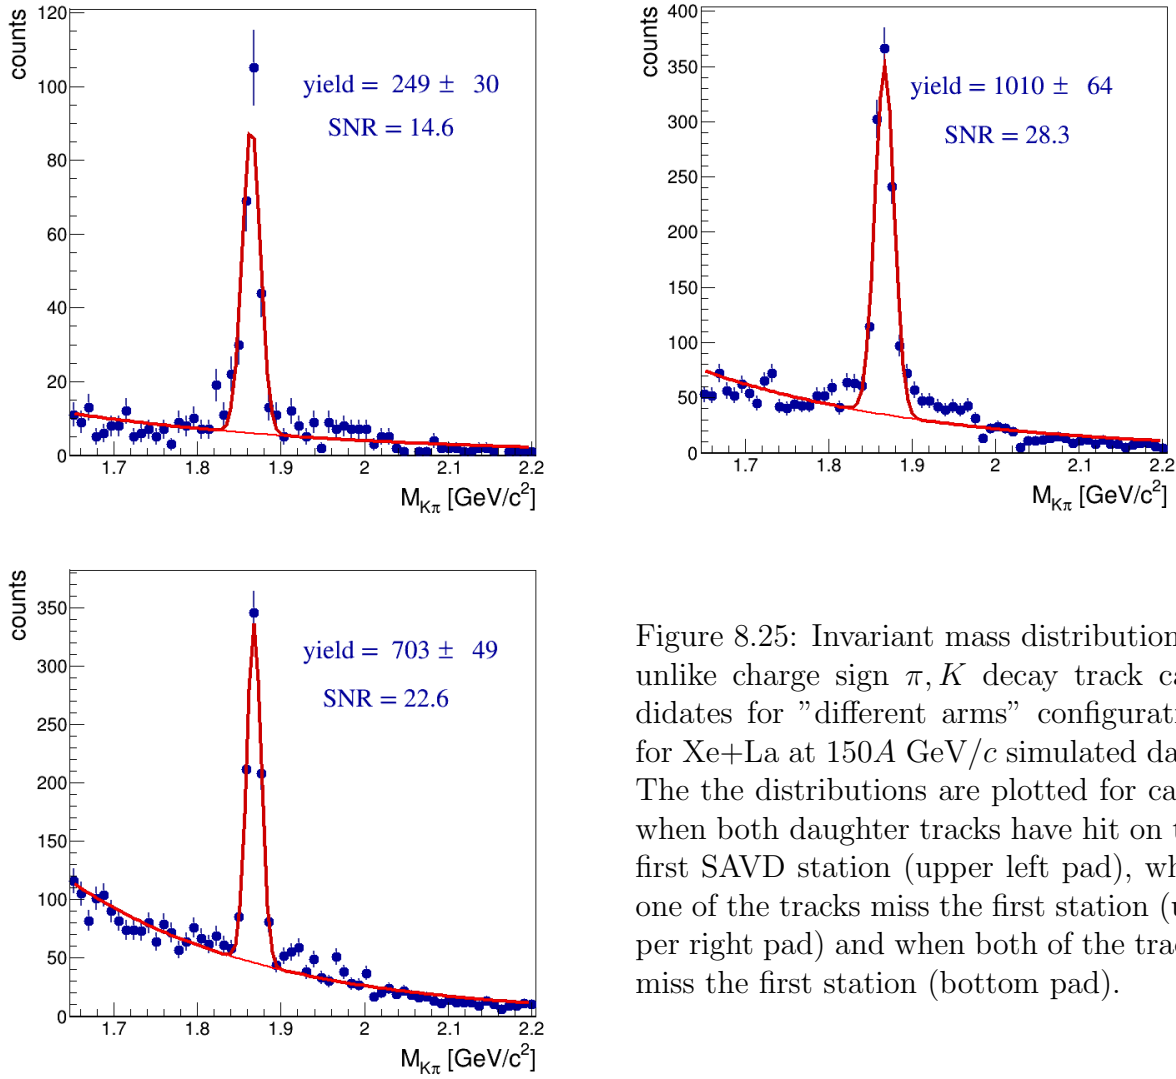 counts
120
100
80
60
40
20
0
yield = 249 ± 30
SNR = 14.6
1.7 1.8 1.9 2 2.1 2.2
M_Kπ [GeV/c²]
counts
400
350
300
250
200
150
100
50
0
yield = 1010 ± 64
SNR = 28.3
1.7 1.8 1.9 2 2.1 2.2
M_Kπ [GeV/c²]
counts
350
300
250
200
150
100
50
0
yield = 703 ± 49
SNR = 22.6
1.7 1.8 1.9 2 2.1 2.2
M_Kπ [GeV/c²]
Figure 8.25: Invariant mass distribution
unlike charge sign π, K decay track ca
didates for ”different arms” configurati
for Xe+La at 150A GeV/c simulated da
The the distributions are plotted for ca
when both daughter tracks have hit on t
first SAVD station (upper left pad), wh
one of the tracks miss the first station (u
per right pad) and when both of the trac
miss the first station (bottom pad).